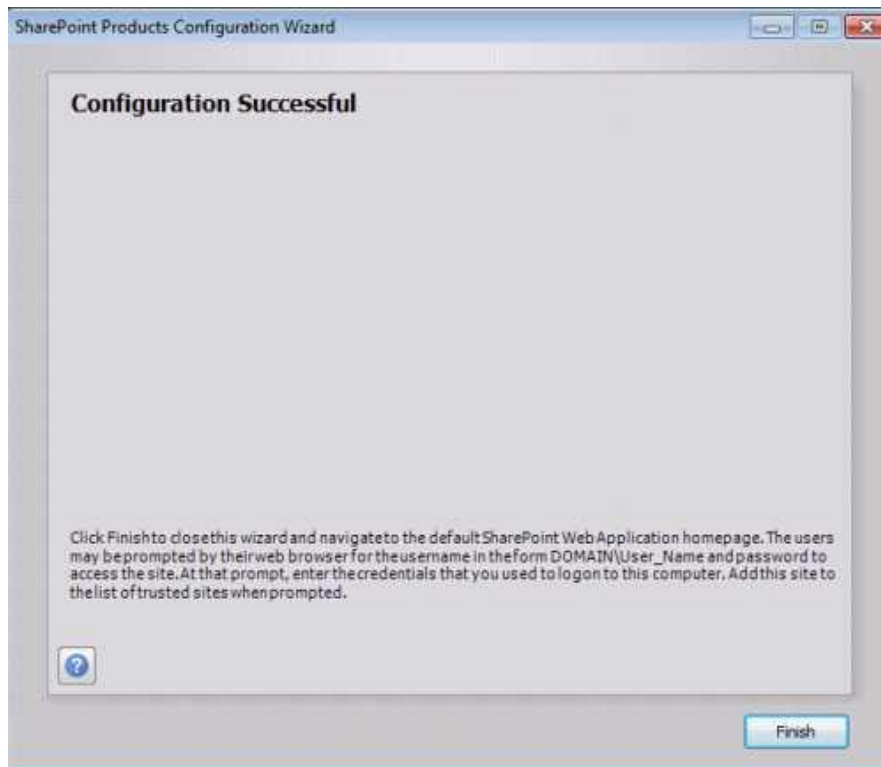 SharePoint Products Configuration Wizard
Configuration Successful
Click Finish to close this wizard and navigate to the default SharePoint Web Application homepage. The users
may be prompted by their web browser for the username in the form DOMAIN\User_Name and password to
access the site. At that prompt, enter the credentials that you used to logon to this computer. Add this site to
the list of trusted sites when prompted.
Finish